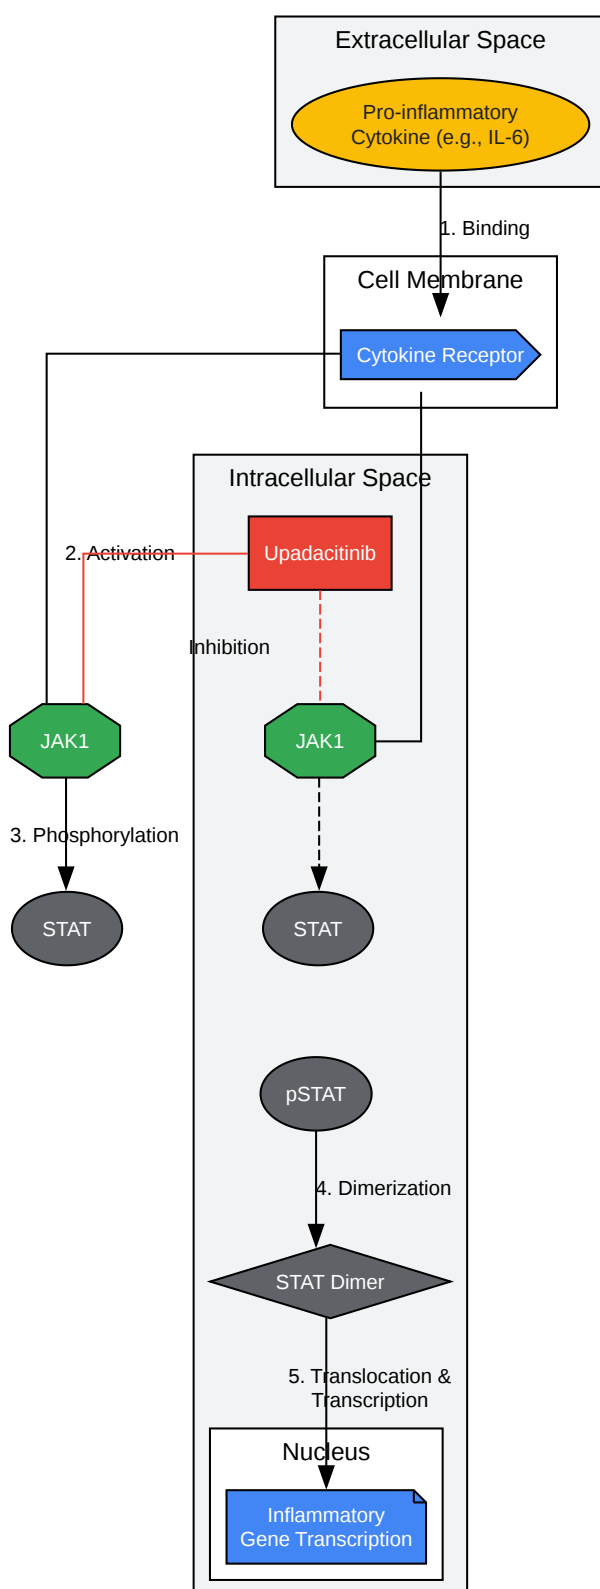 Extracellular Space
Pro-inflammatory
Cytokine (e.g., IL-6)
1. Binding
Cell Membrane
Cytokine Receptor
Intracellular Space
2. Activation
Upadacitinib
Inhibition
JAK1
JAK1
3. Phosphorylation
STAT
STAT
pSTAT
4. Dimerization
STAT Dimer
5. Translocation &
Transcription
Nucleus
Inflammatory
Gene Transcription